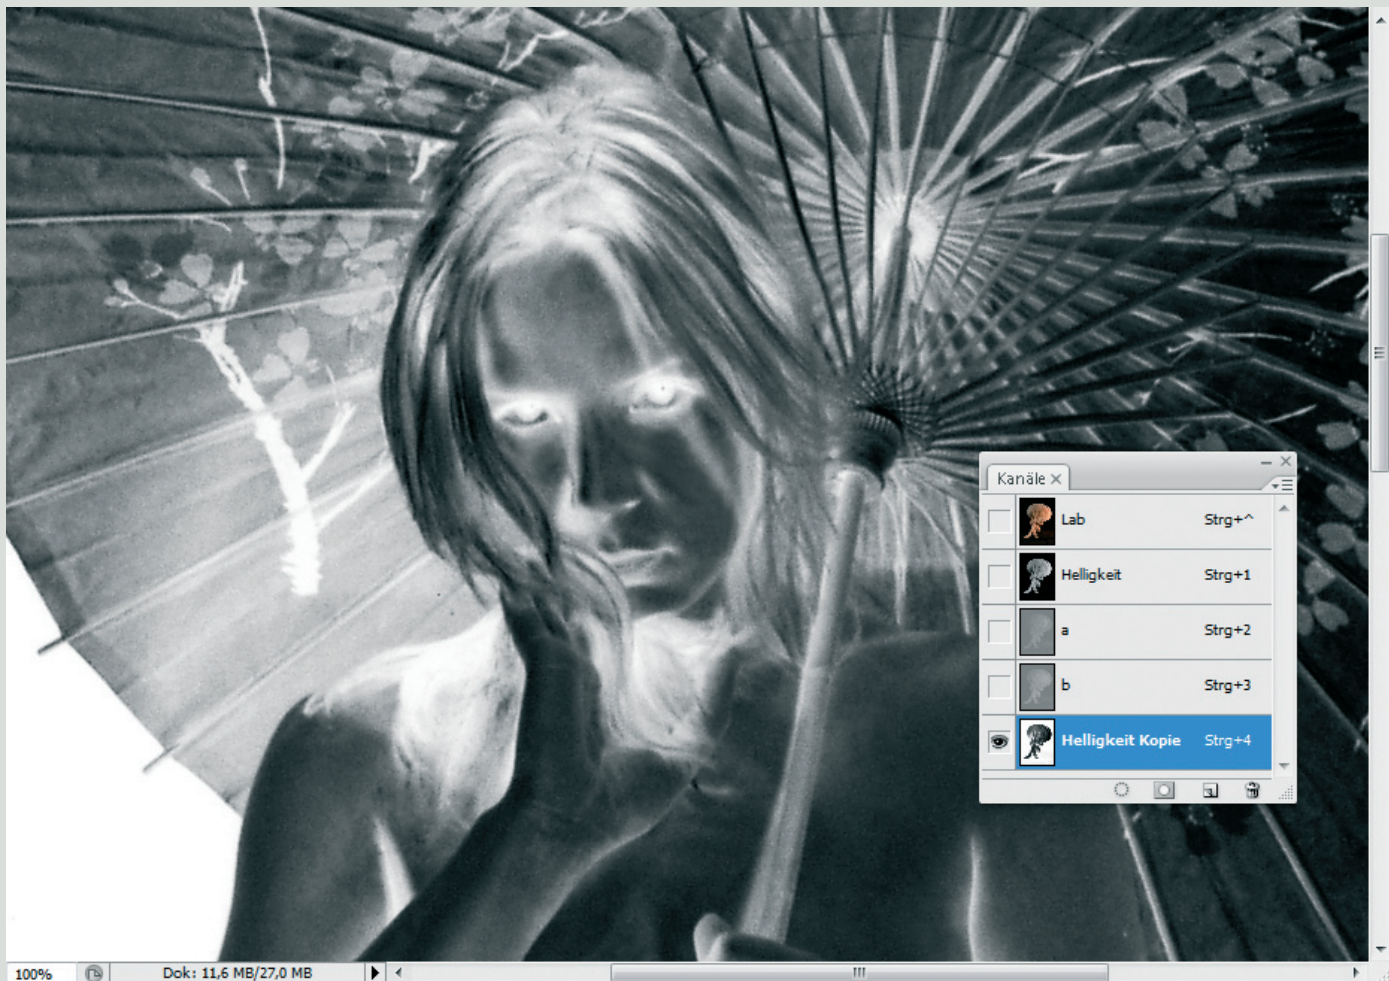 Kanäle
Lab Strg+^
Helligkeit Strg+1
a Strg+2
b Strg+3
Helligkeit Kopie Strg+4
100% Dok: 11,6 MB/27,0 MB